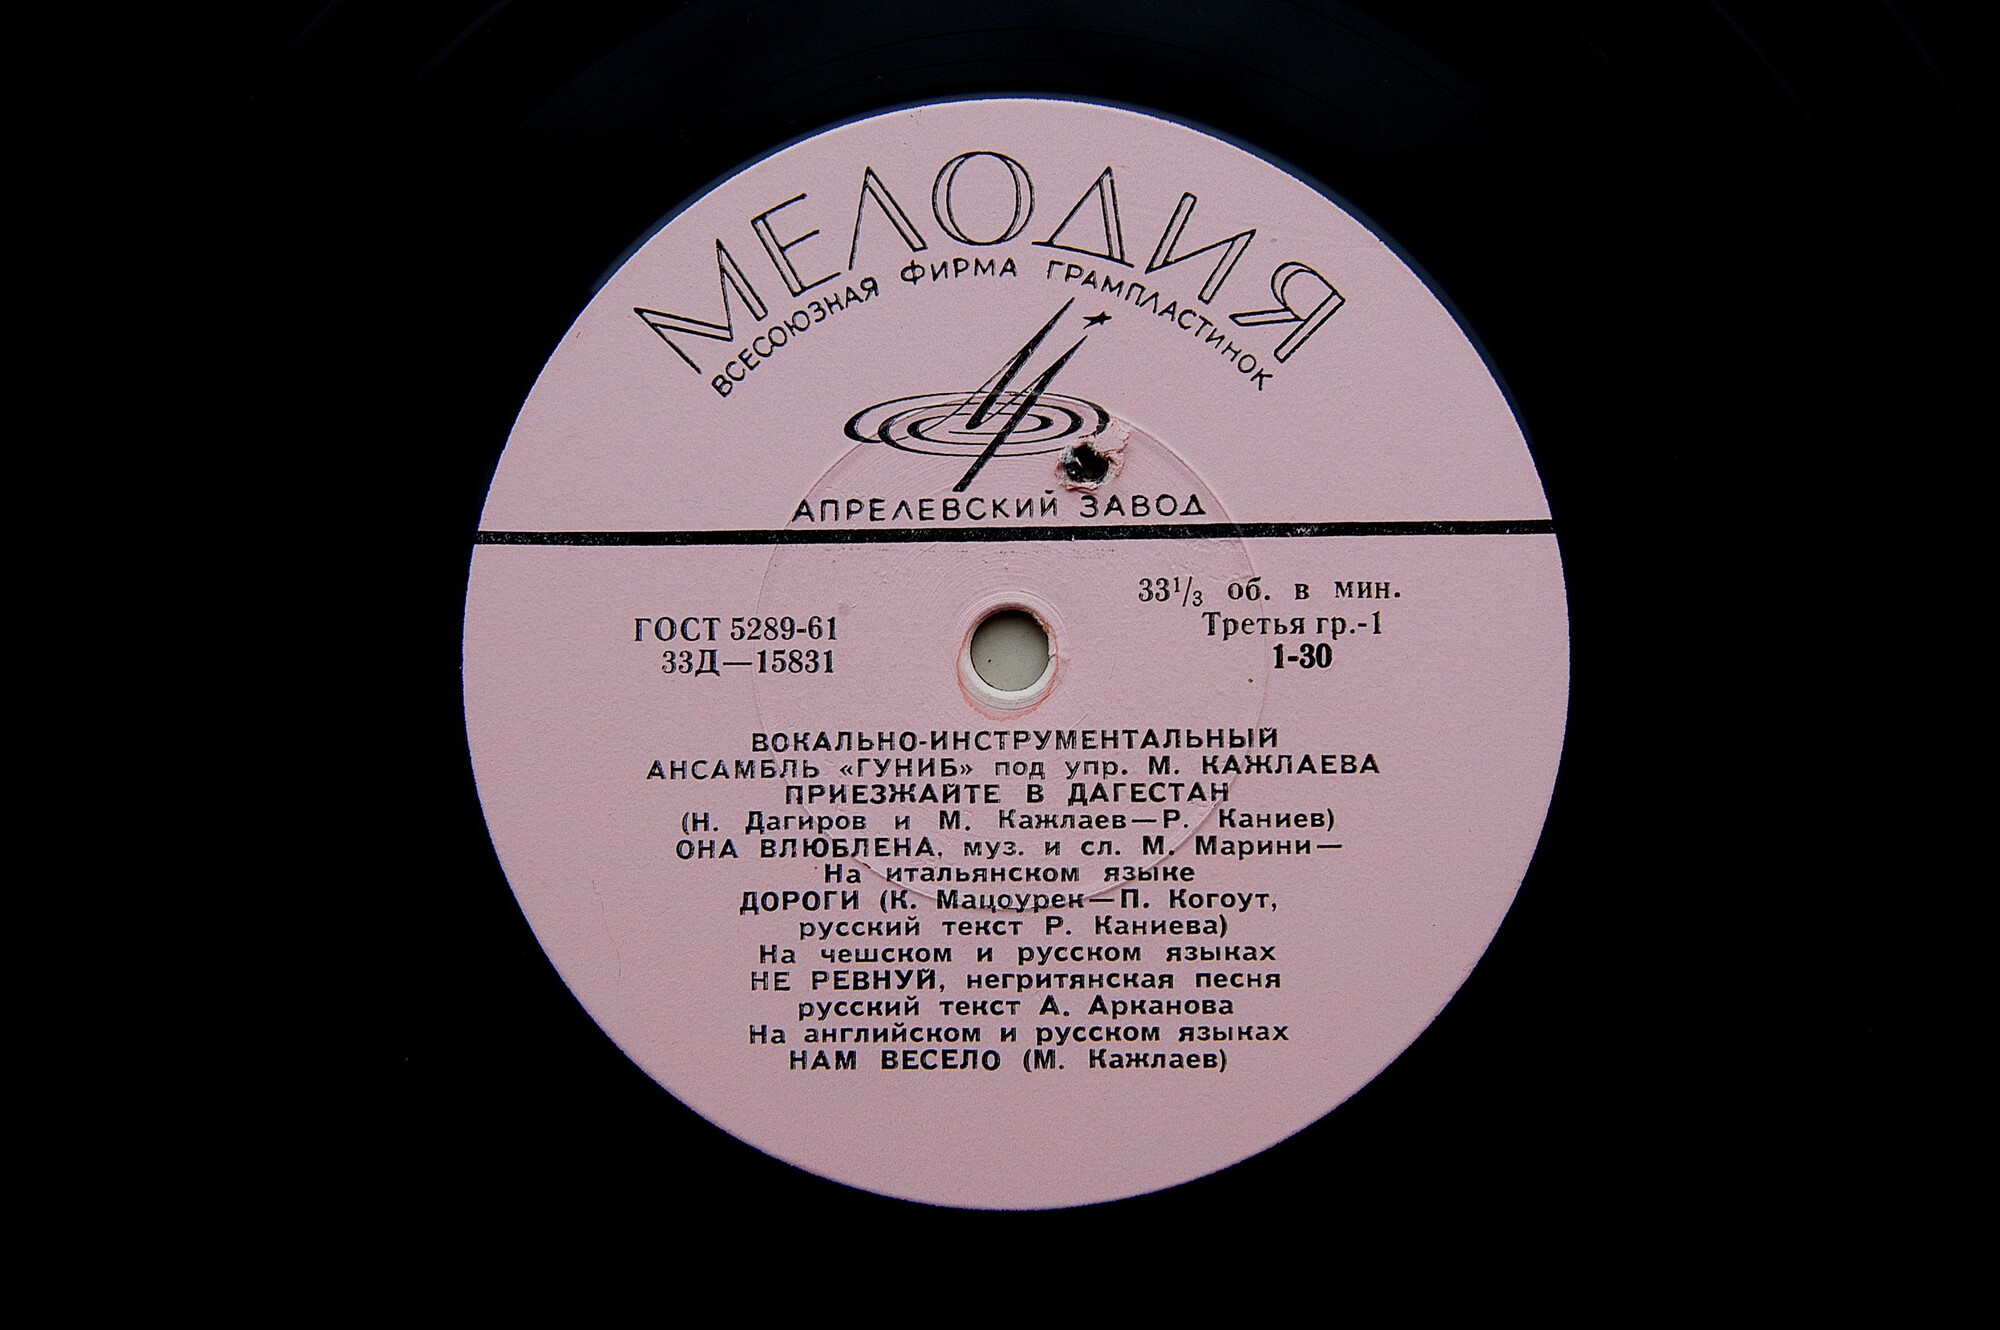 МЕЛОДИЯ
ВСЕСОЮЗНАЯ ФИРМА ГРАМПЛАСТИНОК
АПРЕЛЕВСКИЙ ЗАВОД
33 1/3 об. в мин.
ГОСТ 5289-61
Третья гр.-1
33Д—15831
1-30
ВОКАЛЬНО-ИНСТРУМЕНТАЛЬНЫЙ
АНСАМБЛЬ «ГУНИБ» под упр. М. КАЖЛАЕВА
ПРИЕЗЖАЙТЕ В ДАГЕСТАН
(Н. Дагиров и М. Кажлаев—Р. Каниев)
ОНА ВЛЮБЛЕНА, муз. и сл. М. Марини—
На итальянском языке
ДОРОГИ (К. Мацоурек—П. Когоут,
русский текст Р. Каниева)
На чешском и русском языках
НЕ РЕВНУЙ, негритянская песня
русский текст А. Арканова
На английском и русском языках
НАМ ВЕСЕЛО (М. Кажлаев)